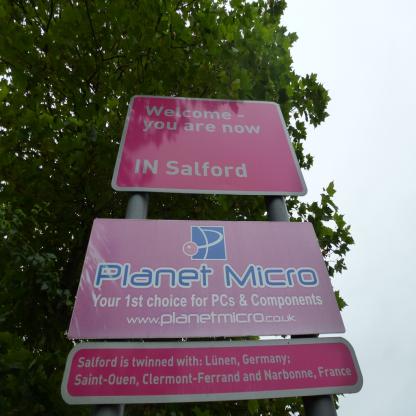 Welcome -
you are now
IN Salford
Planet Micro
Your 1st choice for PCs & Components
www.planetmicro.co.uk
Salford is twinned with: Lünen, Germany;
Saint-Ouen, Clermont-Ferrand and Narbonne, France